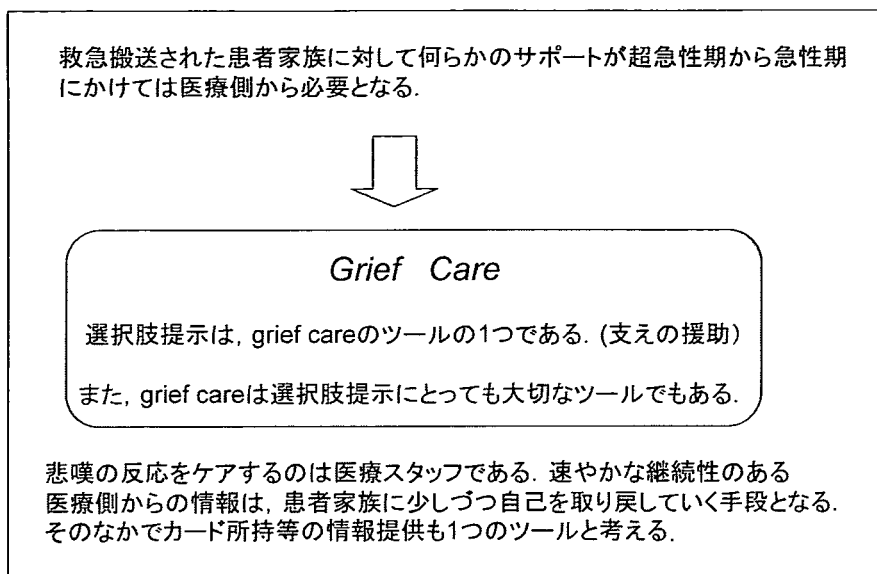 救急搬送された患者家族に対して何らかのサポートが超急性期から急性期
にかけては医療側から必要となる.
Grief Care
選択肢提示は, grief careのツールの1つである. (支えの援助)
また, grief careは選択肢提示にとっても大切なツールでもある.
悲嘆の反応をケアするのは医療スタッフである. 速やかな継続性のある
医療側からの情報は, 患者家族に少しづつ自己を取り戻していく手段となる.
そのなかでカード所持等の情報提供も1つのツールと考える.